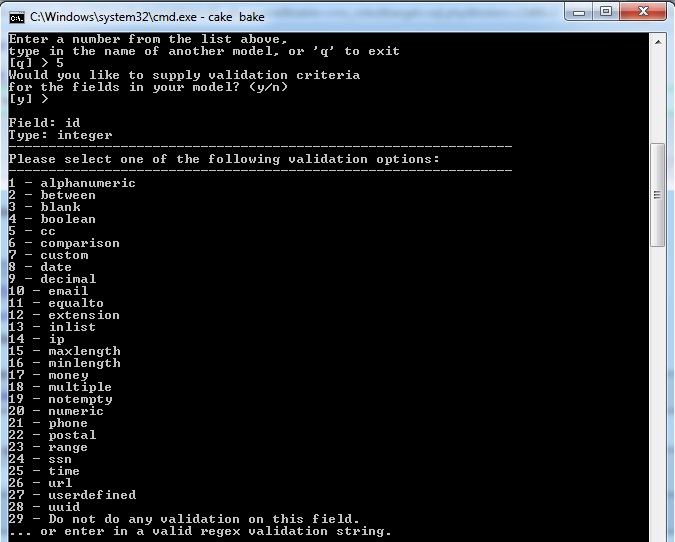 C:\Windows\system32\cmd.exe - cake  bake
Enter a number from the list above,
type in the name of another model, or 'q' to exit
[q] > 5
Would you like to supply validation criteria
for the fields in your model? (y/n)
[y] >
Field: id
Type: integer
---------------------------------------------------------------
Please select one of the following validation options:
---------------------------------------------------------------
1 - alphanumeric
2 - between
3 - blank
4 - boolean
5 - cc
6 - comparison
7 - custom
8 - date
9 - decimal
10 - email
11 - equalto
12 - extension
13 - inlist
14 - ip
15 - maxlength
16 - minlength
17 - money
18 - multiple
19 - notempty
20 - numeric
21 - phone
22 - postal
23 - range
24 - ssn
25 - time
26 - url
27 - userdefined
28 - uuid
29 - Do not do any validation on this field.
... or enter in a valid regex validation string.